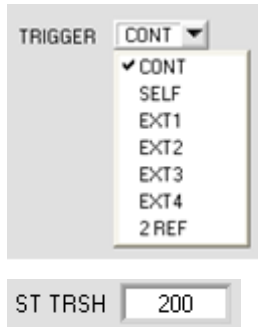 TRIGGER CONT
CONT
SELF
EXT1
EXT2
EXT3
EXT4
2 REF
ST TRSH 200